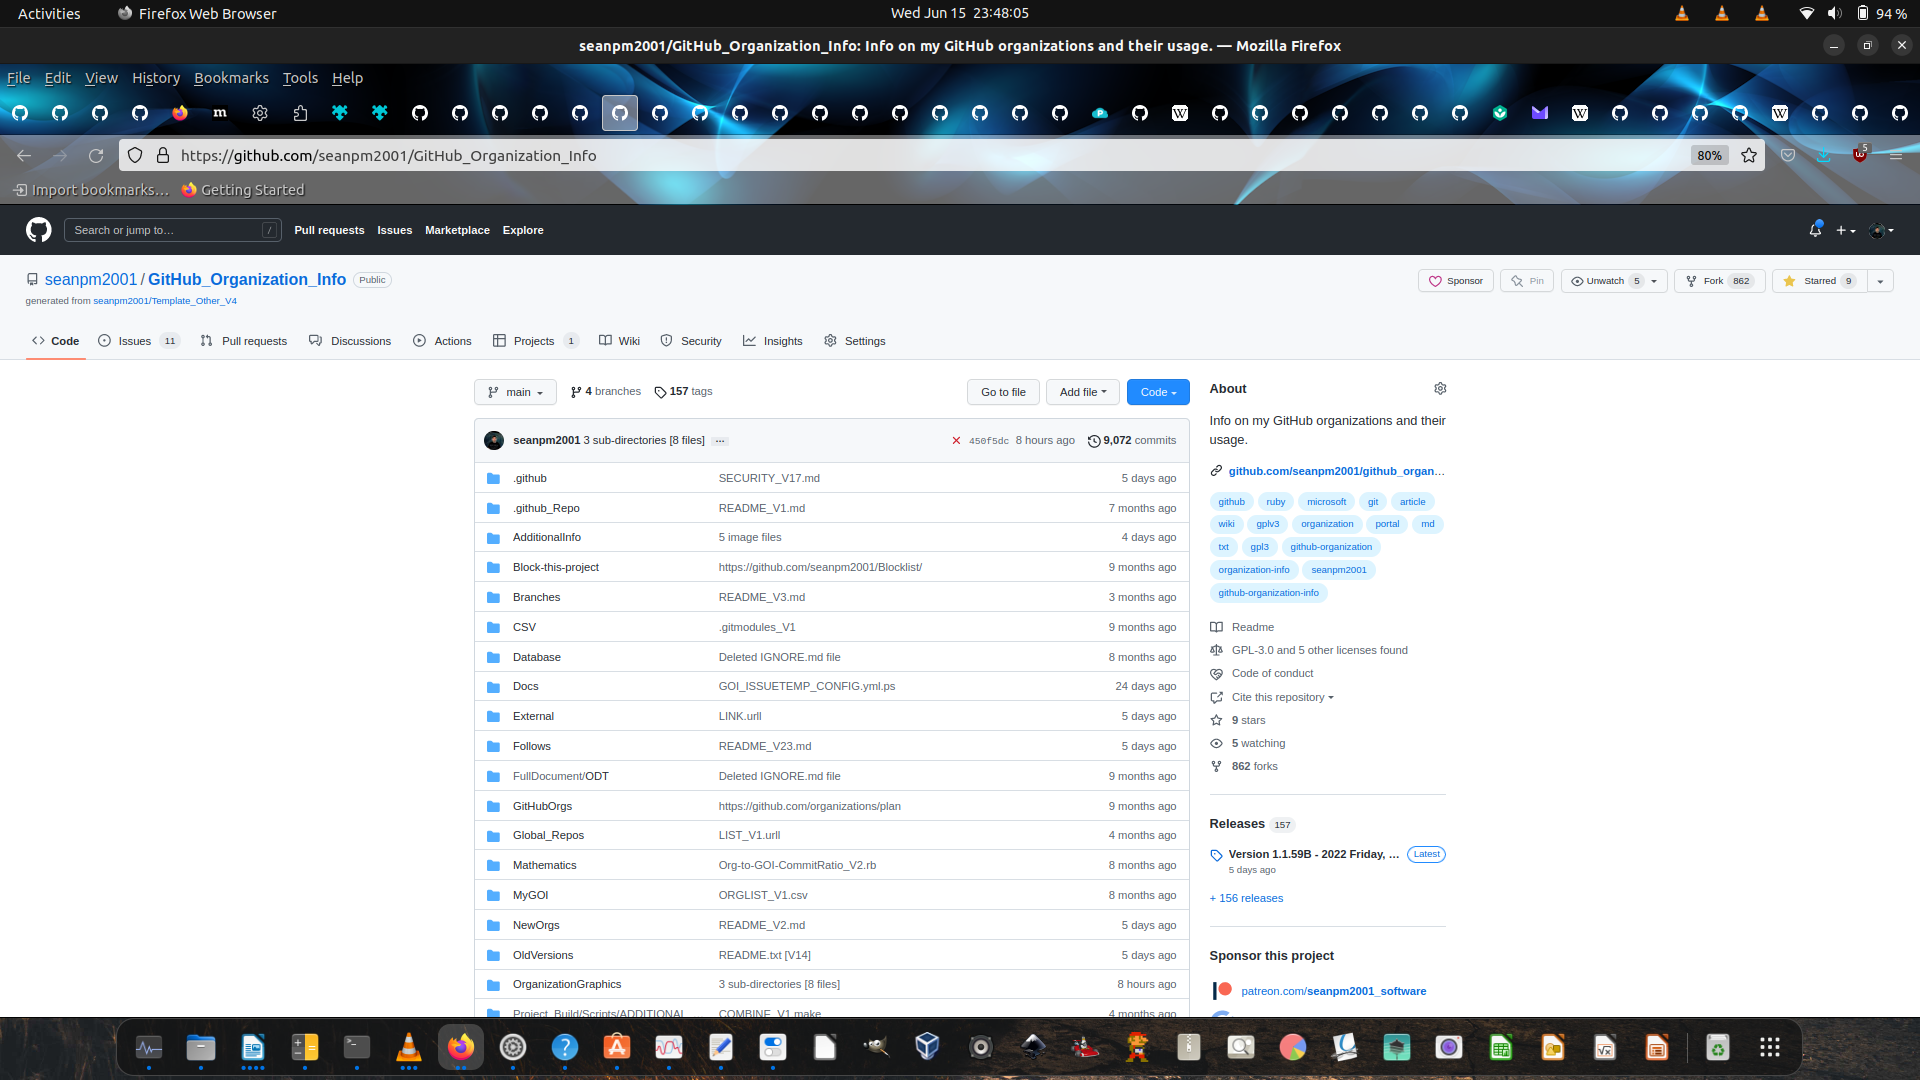 Activities
Firefox Web Browser
Wed Jun 15 23:48:05
94 %
seanpm2001/GitHub_Organization_Info: Info on my GitHub organizations and their usage. — Mozilla Firefox
File Edit View History Bookmarks Tools Help
https://github.com/seanpm2001/GitHub_Organization_Info
80%
5
Import bookmarks…
Getting Started
Search or jump to…
/
Pull requests Issues Marketplace Explore
seanpm2001 / GitHub_Organization_Info
Public
generated from seanpm2001/Template_Other_V4
Sponsor
Pin
Unwatch 5
Fork 862
Starred 9
Code
Issues 11
Pull requests
Discussions
Actions
Projects 1
Wiki
Security
Insights
Settings
main
4 branches
157 tags
Go to file
Add file
Code
seanpm2001 3 sub-directories [8 files] ...
450f5dc 8 hours ago
9,072 commits
.github SECURITY_V17.md 5 days ago
.github_Repo README_V1.md 7 months ago
AdditionalInfo 5 image files 4 days ago
Block-this-project https://github.com/seanpm2001/Blocklist/ 9 months ago
Branches README_V3.md 3 months ago
CSV .gitmodules_V1 9 months ago
Database Deleted IGNORE.md file 8 months ago
Docs GOI_ISSUETEMP_CONFIG.yml.ps 24 days ago
External LINK.urll 5 days ago
Follows README_V23.md 5 days ago
FullDocument/ODT Deleted IGNORE.md file 9 months ago
GitHubOrgs https://github.com/organizations/plan 9 months ago
Global_Repos LIST_V1.urll 4 months ago
Mathematics Org-to-GOI-CommitRatio_V2.rb 8 months ago
MyGOI ORGLIST_V1.csv 8 months ago
NewOrgs README_V2.md 5 days ago
OldVersions README.txt [V14] 5 days ago
OrganizationGraphics 3 sub-directories [8 files] 8 hours ago
Project_Build/Scripts/ADDITIONAL COMBINE_V1.make 4 months ago
About
Info on my GitHub organizations and their
usage.
github.com/seanpm2001/github_organ…
github ruby microsoft git article
wiki gplv3 organization portal md
txt gpl3 github-organization
organization-info seanpm2001
github-organization-info
Readme
GPL-3.0 and 5 other licenses found
Code of conduct
Cite this repository
9 stars
5 watching
862 forks
Releases 157
Version 1.1.59B - 2022 Friday, …
Latest
5 days ago
+ 156 releases
Sponsor this project
patreon.com/seanpm2001_software